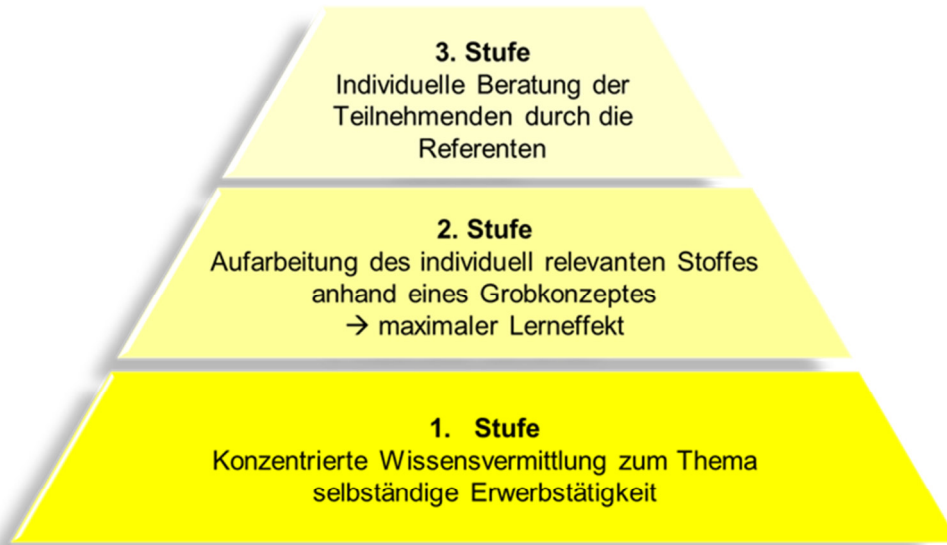 3. Stufe
Individuelle Beratung der
Teilnehmenden durch die
Referenten
2. Stufe
Aufarbeitung des individuell relevanten Stoffes
anhand eines Grobkonzeptes
→ maximaler Lerneffekt
1. Stufe
Konzentrierte Wissensvermittlung zum Thema
selbständige Erwerbstätigkeit